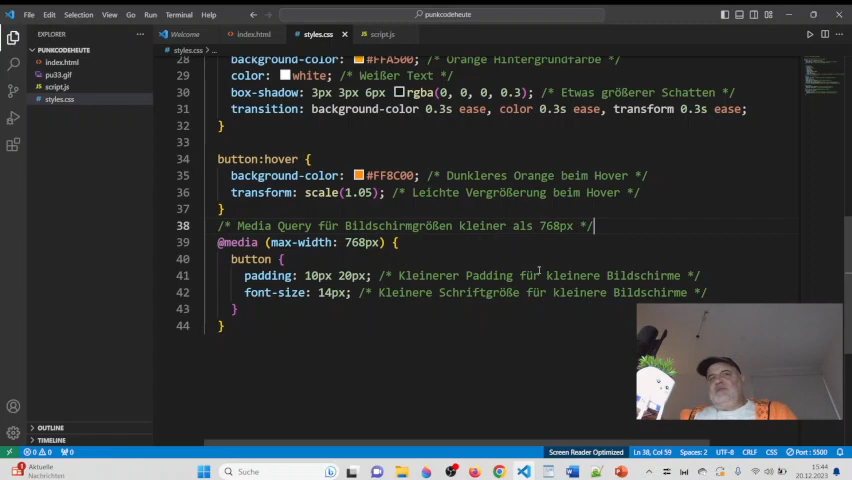 File Edit Selection View Go Run Terminal Help
punkcodeheute
EXPLORER
PUNKCODEHEUTE
index.html
pu33.gif
script.js
styles.css
OUTLINE
TIMELINE
Welcome
index.html
styles.css
script.js
styles.css > ...
28 background-color: #FFA500; /* Orange Hintergrundfarbe */
29 color: white; /* Weißer Text */
30 box-shadow: 3px 3px 6px rgba(0, 0, 0, 0.3); /* Etwas größerer Schatten */
31 transition: background-color 0.3s ease, color 0.3s ease, transform 0.3s ease;
32 }
33
34 button:hover {
35 background-color: #FF8C00; /* Dunkleres Orange beim Hover */
36 transform: scale(1.05); /* Leichte Vergrößerung beim Hover */
37 }
38 /* Media Query für Bildschirmgrößen kleiner als 768px */
39 @media (max-width: 768px) {
40 button {
41 padding: 10px 20px; /* Kleinerer Padding für kleinere Bildschirme */
42 font-size: 14px; /* Kleinere Schriftgröße für kleinere Bildschirme */
43 }
44 }
0 0 0
Screen Reader Optimized Ln 38, Col 59 Spaces: 2 UTF-8 CRLF CSS Port : 5500
1 Aktuelle
Nachrichten
Suche
15:44
20.12.2023